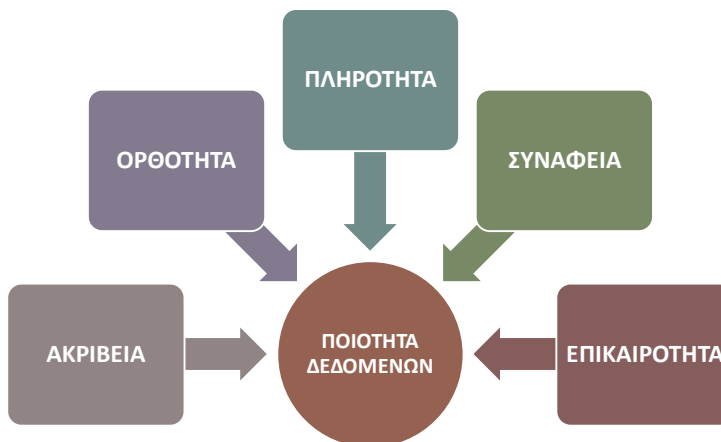 ΠΛΗΡΟΤΗΤΑ
ΟΡΘΟΤΗΤΑ
ΣΥΝΑΦΕΙΑ
ΑΚΡΙΒΕΙΑ
ΠΟΙΟΤΗΤΑ
ΔΕΔΟΜΕΝΩΝ
ΕΠΙΚΑΙΡΟΤΗΤΑ